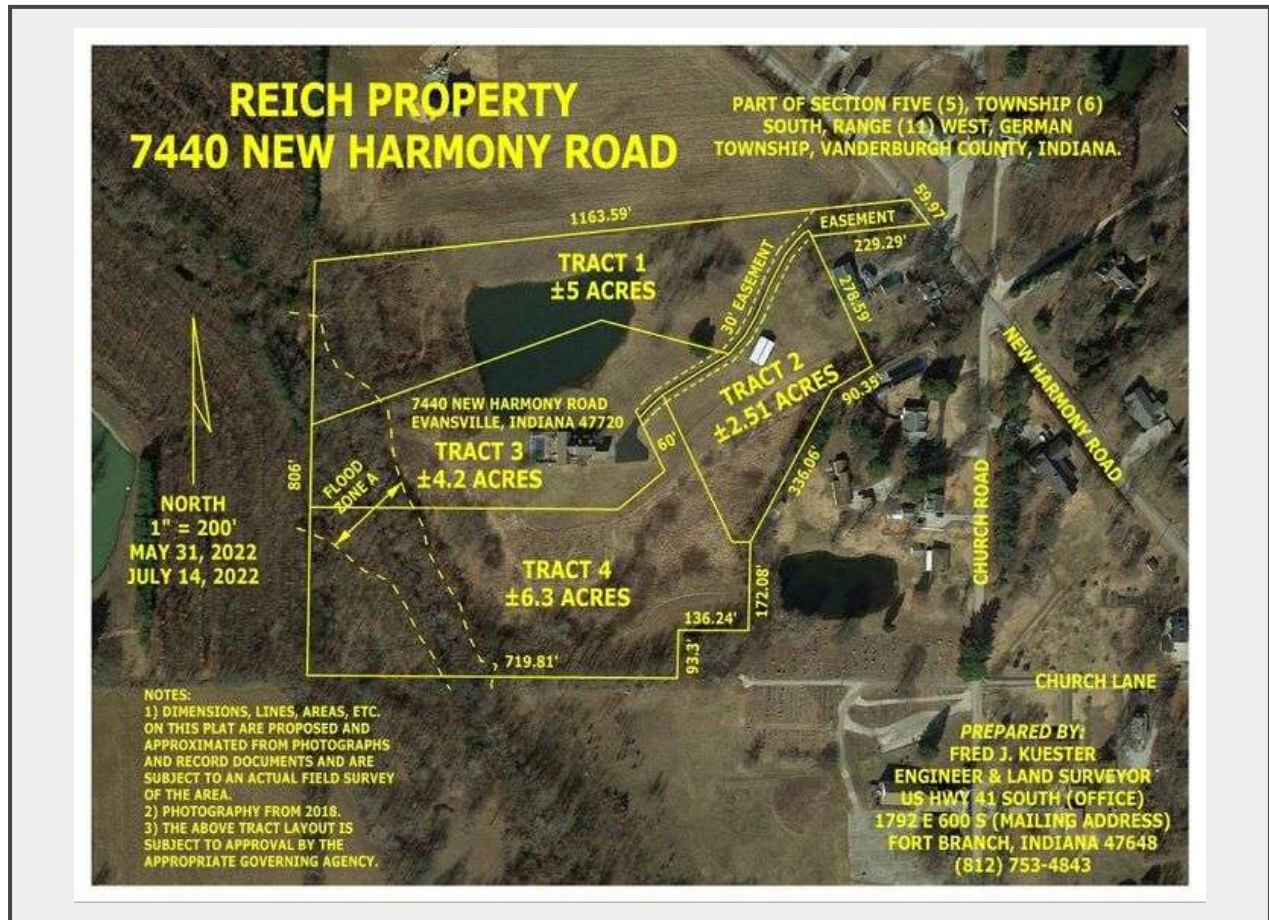 REICH PROPERTY
7440 NEW HARMONY ROAD
PART OF SECTION FIVE (5), TOWNSHIP (6)
SOUTH, RANGE (11) WEST, GERMAN
TOWNSHIP, VANDERBURGH COUNTY, INDIANA.
59.97'
1163.59'
EASEMENT
229.29'
TRACT 1
±5 ACRES
30' EASEMENT
278.59'
NEW HARMONY ROAD
TRACT 2
±2.51 ACRES
90.35'
7440 NEW HARMONY ROAD
EVANSVILLE, INDIANA 47720
60'
TRACT 3
±4.2 ACRES
336.06'
806'
FLOOD
ZONE A
CHURCH ROAD
NORTH
1" = 200'
MAY 31, 2022
JULY 14, 2022
TRACT 4
±6.3 ACRES
172.08'
136.24'
93.3'
719.81'
CHURCH LANE
NOTES:
1) DIMENSIONS, LINES, AREAS, ETC.
ON THIS PLAT ARE PROPOSED AND
APPROXIMATED FROM PHOTOGRAPHS
AND RECORD DOCUMENTS AND ARE
SUBJECT TO AN ACTUAL FIELD SURVEY
OF THE AREA.
2) PHOTOGRAPHY FROM 2018.
3) THE ABOVE TRACT LAYOUT IS
SUBJECT TO APPROVAL BY THE
APPROPRIATE GOVERNING AGENCY.
PREPARED BY:
FRED J. KUESTER
ENGINEER & LAND SURVEYOR
US HWY 41 SOUTH (OFFICE)
1792 E 600 S (MAILING ADDRESS)
FORT BRANCH, INDIANA 47648
(812) 753-4843